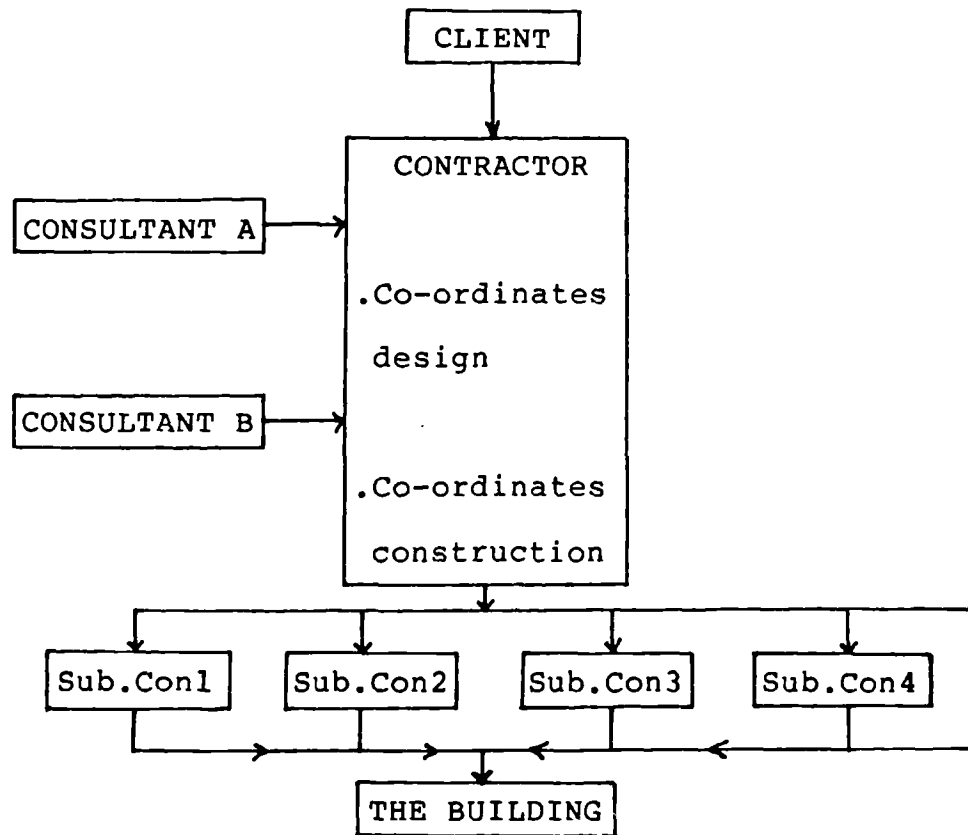 CLIENT
CONTRACTOR
CONSULTANT A
.Co-ordinates
design
CONSULTANT B
.Co-ordinates
construction
Sub.Con1
Sub.Con2
Sub.Con3
Sub.Con4
THE BUILDING